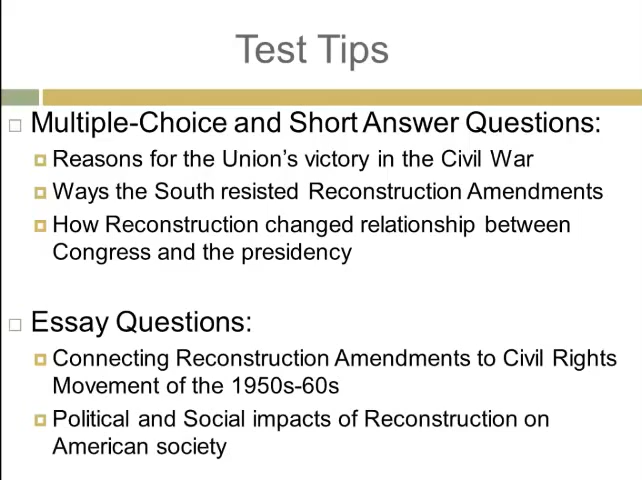 Test Tips
Multiple-Choice and Short Answer Questions:
Reasons for the Union's victory in the Civil War
Ways the South resisted Reconstruction Amendments
How Reconstruction changed relationship between
Congress and the presidency
Essay Questions:
Connecting Reconstruction Amendments to Civil Rights
Movement of the 1950s-60s
Political and Social impacts of Reconstruction on
American society